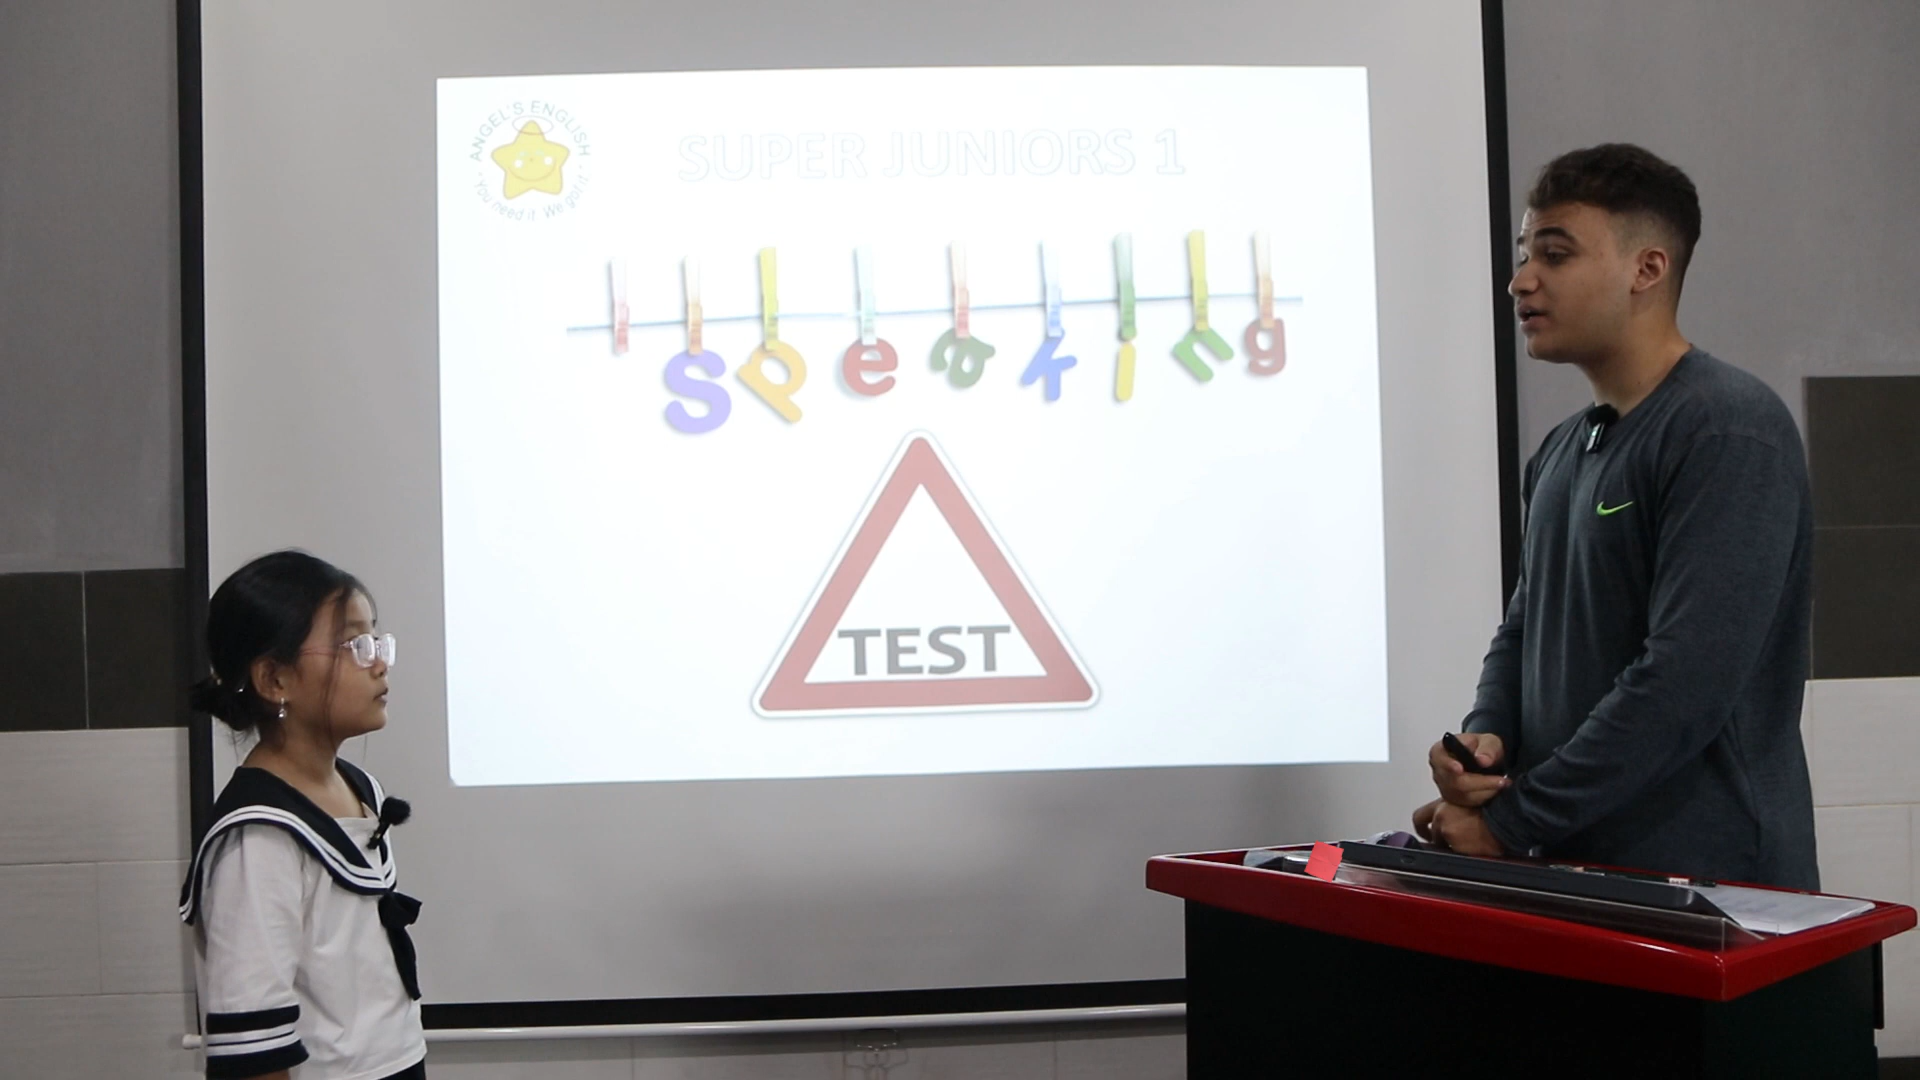 ANGEL'S ENGLISH
You need it We got it
SUPER JUNIORS 1
Speaking
TEST